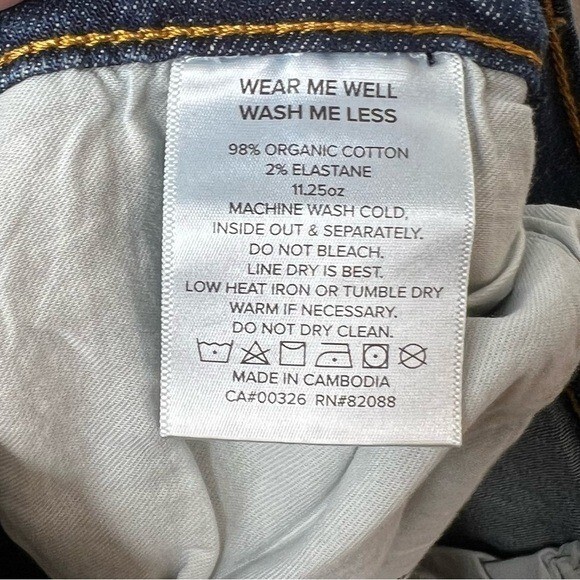 WEAR ME WELL
WASH ME LESS
98% ORGANIC COTTON
2% ELASTANE
11.25oz
MACHINE WASH COLD,
INSIDE OUT & SEPARATELY.
DO NOT BLEACH.
LINE DRY IS BEST.
LOW HEAT IRON OR TUMBLE DRY
WARM IF NECESSARY.
DO NOT DRY CLEAN.
MADE IN CAMBODIA
CA#00326 RN#82088